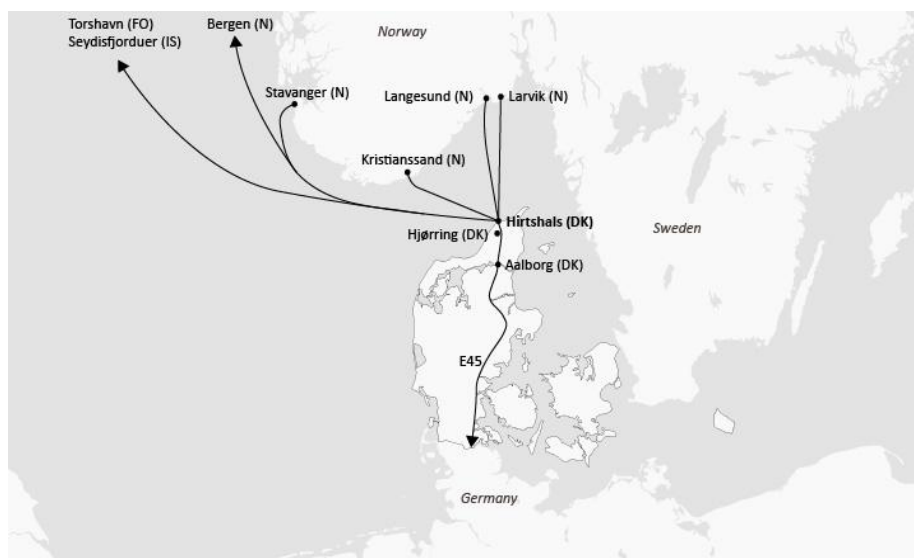 Torshavn (FO)
Seydisfjorduer (IS)
Bergen (N)
Norway
Stavanger (N)
Langesund (N)
Larvik (N)
Kristianssand (N)
Hirtshals (DK)
Hjørring (DK)
Sweden
Aalborg (DK)
E45
Germany